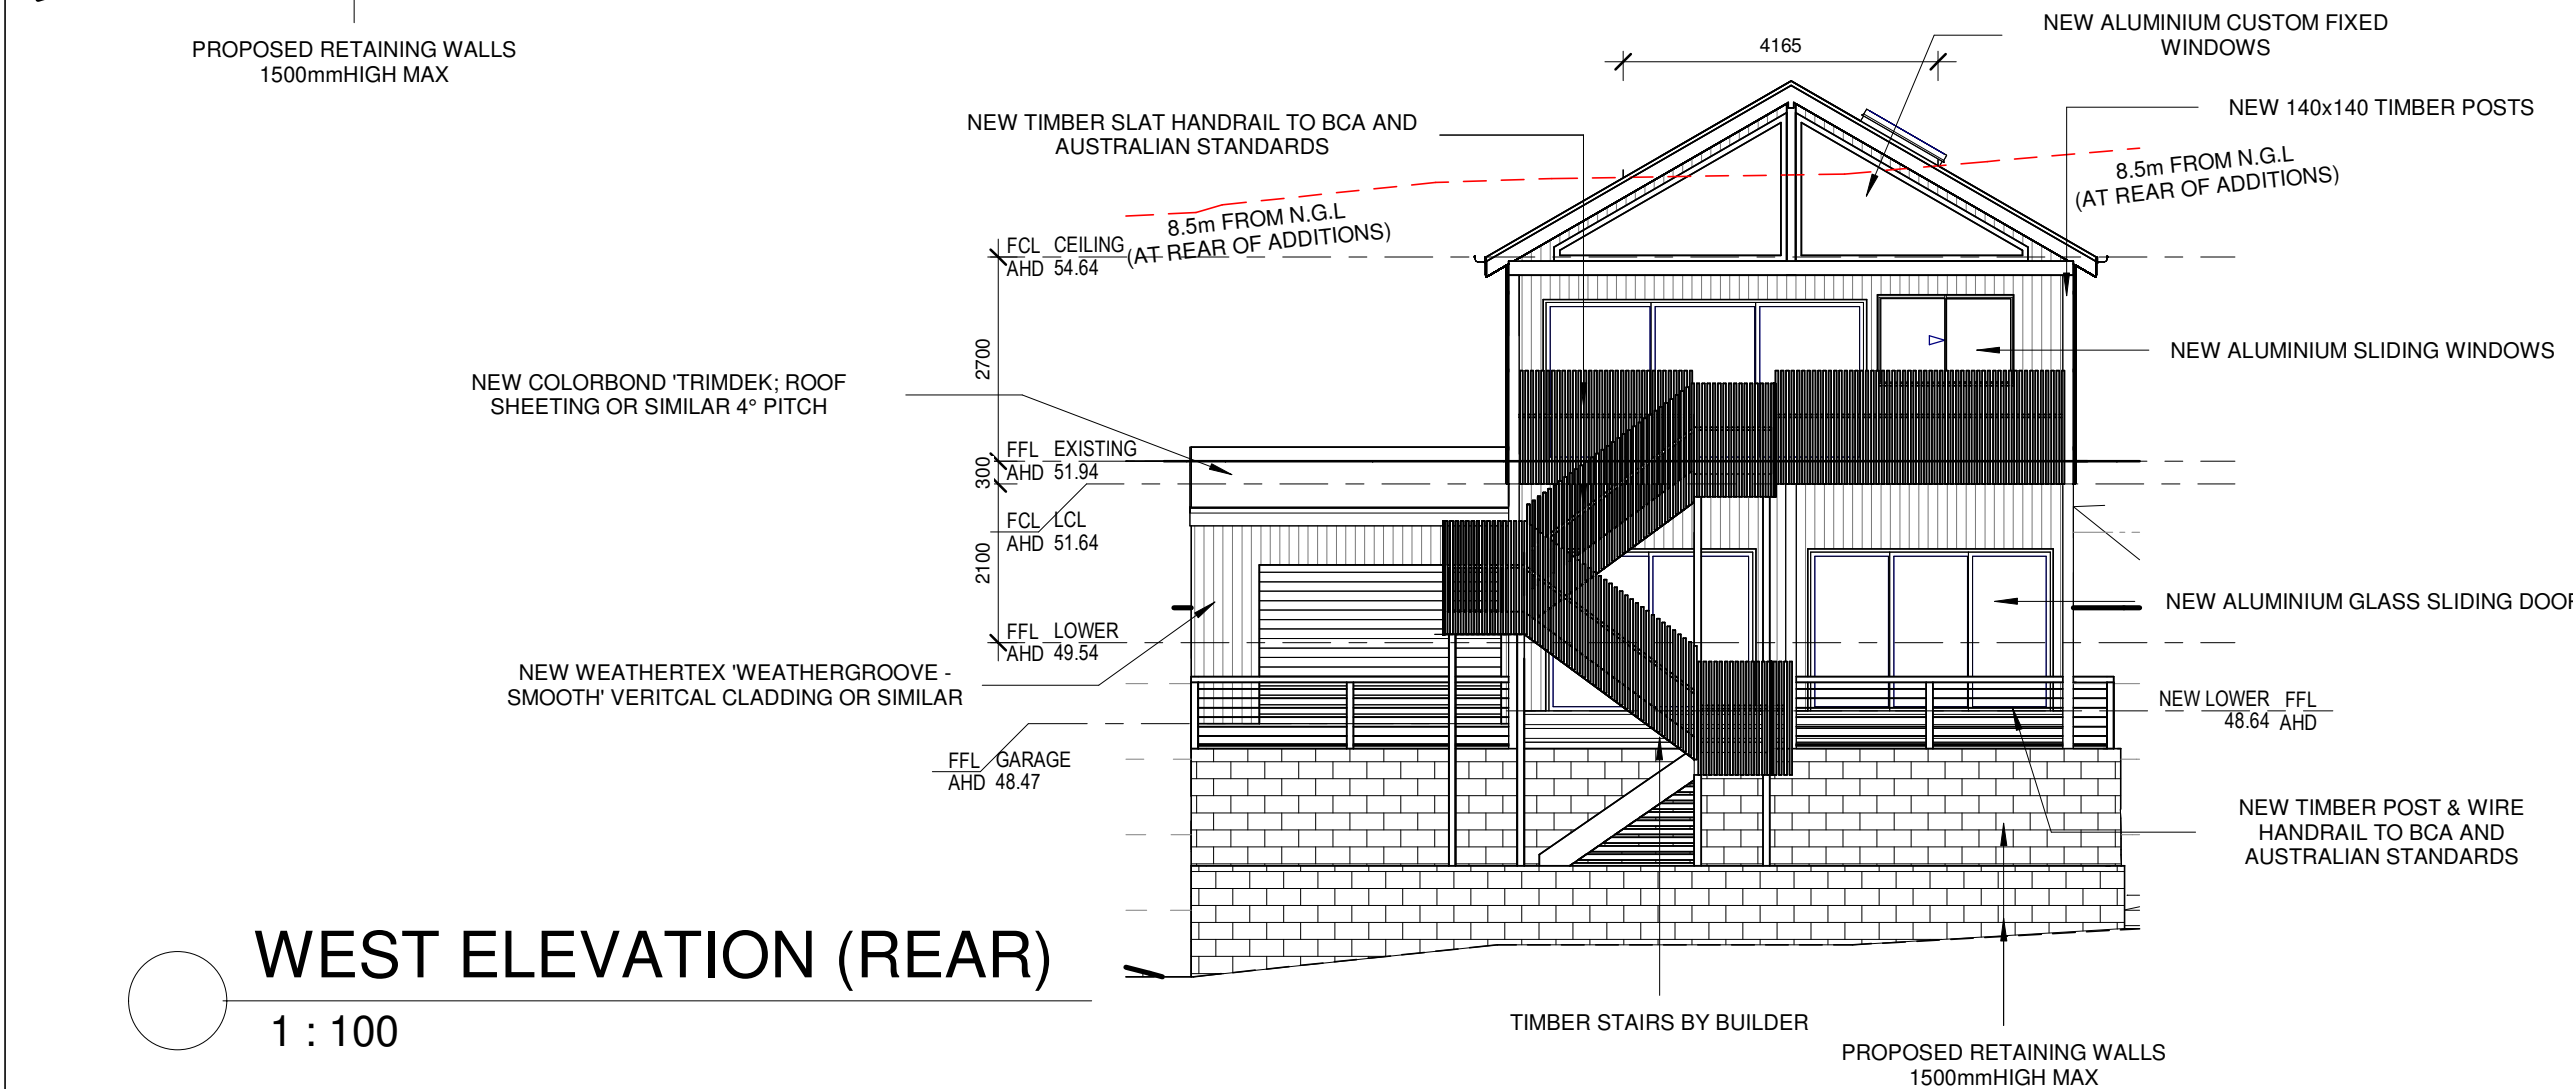 PROPOSED RETAINING WALLS
1500mmHIGH MAX
4165
NEW ALUMINIUM CUSTOM FIXED
WINDOWS
NEW TIMBER SLAT HANDRAIL TO BCA AND
AUSTRALIAN STANDARDS
NEW 140x140 TIMBER POSTS
8.5m FROM N.G.L
(AT REAR OF ADDITIONS)
8.5m FROM N.G.L
(AT REAR OF ADDITIONS)
FCL CEILING
AHD 54.64
2700
NEW ALUMINIUM SLIDING WINDOWS
NEW COLORBOND 'TRIMDEK; ROOF
SHEETING OR SIMILAR 4° PITCH
FFL EXISTING
AHD 51.94
300
FCL LCL
AHD 51.64
2100
NEW ALUMINIUM GLASS SLIDING DOOR
FFL LOWER
AHD 49.54
NEW WEATHERTEX 'WEATHERGROOVE -
SMOOTH' VERITCAL CLADDING OR SIMILAR
NEW LOWER FFL
48.64 AHD
FFL GARAGE
AHD 48.47
NEW TIMBER POST & WIRE
HANDRAIL TO BCA AND
AUSTRALIAN STANDARDS
WEST ELEVATION (REAR)
1 : 100
TIMBER STAIRS BY BUILDER
PROPOSED RETAINING WALLS
1500mmHIGH MAX